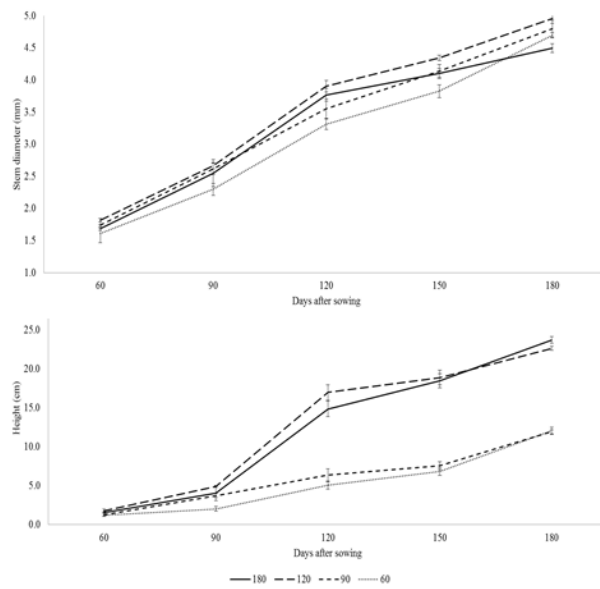 5.0
4.5
4.0
3.5
3.0
2.5
2.0
1.5
1.0
Stem diameter (mm)
60 90 120 150 180
Days after sowing
25.0
20.0
15.0
10.0
5.0
0.0
Height (cm)
60 90 120 150 180
Days after sowing
180 120 90 60